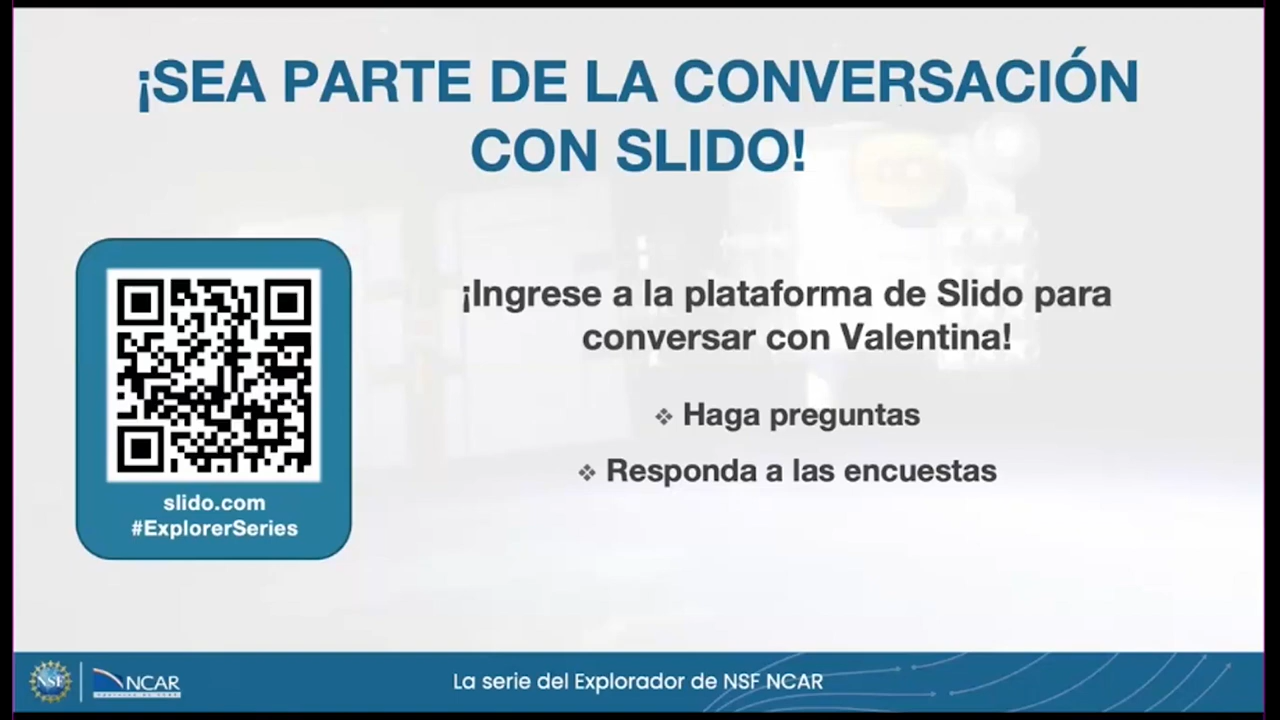 ¡SEA PARTE DE LA CONVERSACIÓN
CON SLIDO!
¡Ingrese a la plataforma de Slido para
conversar con Valentina!
❖ Haga preguntas
❖ Responda a las encuestas
slido.com
#ExplorerSeries
NSF
NCAR
La serie del Explorador de NSF NCAR